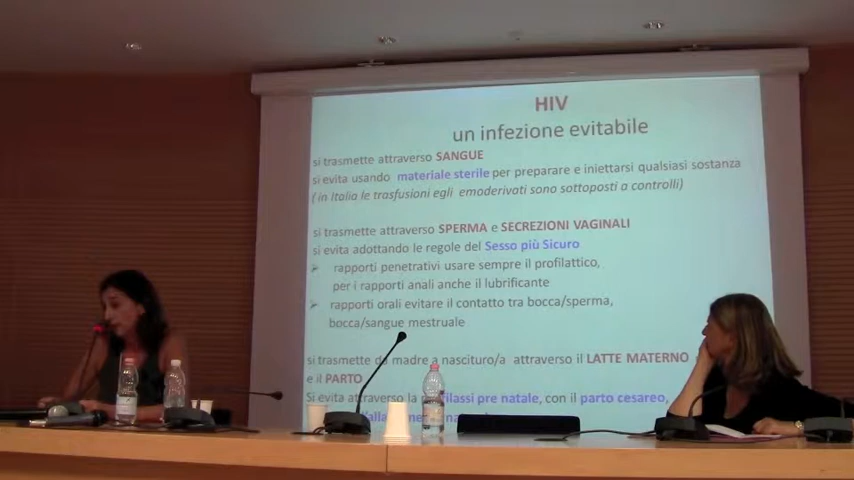 HIV
un infezione evitabile
si trasmette attraverso SANGUE
si evita usando materiale sterile per preparare e iniettarsi qualsiasi sostanza
(in Italia le trasfusioni egli emoderivati sono sottoposti a controlli)
si trasmette attraverso SPERMA e SECREZIONI VAGINALI
si evita adottando le regole del Sesso più Sicuro
rapporti penetrativi usare sempre il profilattico,
per i rapporti anali anche il lubrificante
rapporti orali evitare il contatto tra bocca/sperma,
bocca/sangue mestruale
si trasmette da madre a nascituro/a attraverso il LATTE MATERNO
e il PARTO
si evita attraverso la pre natale, con il parto cesareo,